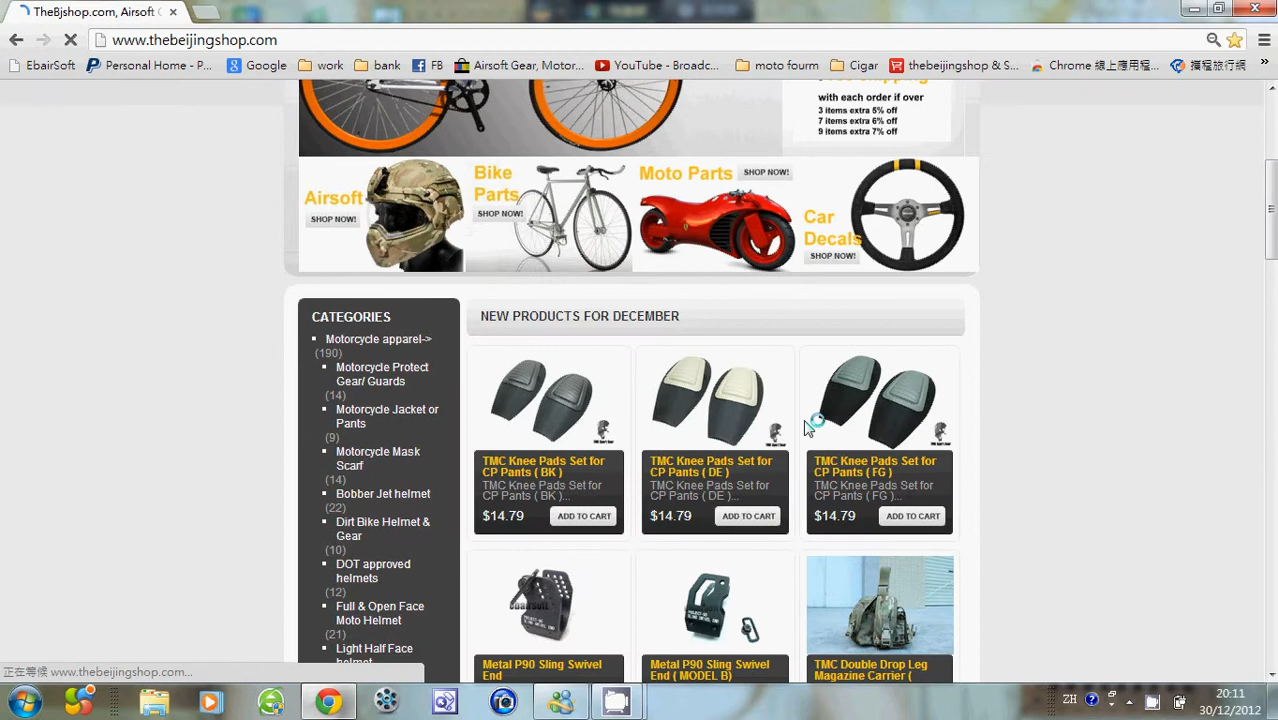 TheBjshop.com, Airsoft
www.thebeijingshop.com
EbairSoft
Personal Home - P...
Google
work
bank
FB
Airsoft Gear, Motor...
YouTube - Broadc...
moto fourm
Cigar
thebeijingshop & S...
Chrome 線上應用程...
攜程旅行網
with each order if over
3 items extra 5% off
7 items extra 6% off
9 items extra 7% off
Airsoft
SHOP NOW!
Bike
Parts
SHOP NOW!
Moto Parts
SHOP NOW!
Car
Decals
SHOP NOW!
CATEGORIES
Motorcycle apparel->
(190)
Motorcycle Protect
Gear/ Guards
(14)
Motorcycle Jacket or
Pants
(9)
Motorcycle Mask
Scarf
(14)
Bobber Jet helmet
(22)
Dirt Bike Helmet &
Gear
(10)
DOT approved
helmets
(12)
Full & Open Face
Moto Helmet
(21)
Light Half Face
helmet
NEW PRODUCTS FOR DECEMBER
TMC Knee Pads Set for
CP Pants ( BK )
TMC Knee Pads Set for
CP Pants ( BK )...
$14.79
ADD TO CART
TMC Knee Pads Set for
CP Pants ( DE )
TMC Knee Pads Set for
CP Pants ( DE )...
$14.79
ADD TO CART
TMC Knee Pads Set for
CP Pants ( FG )
TMC Knee Pads Set for
CP Pants ( FG )...
$14.79
ADD TO CART
Metal P90 Sling Swivel
End
Metal P90 Sling Swivel
End ( MODEL B)
TMC Double Drop Leg
Magazine Carrier (
正在等候 www.thebeijingshop.com...
ZH
20:11
30/12/2012